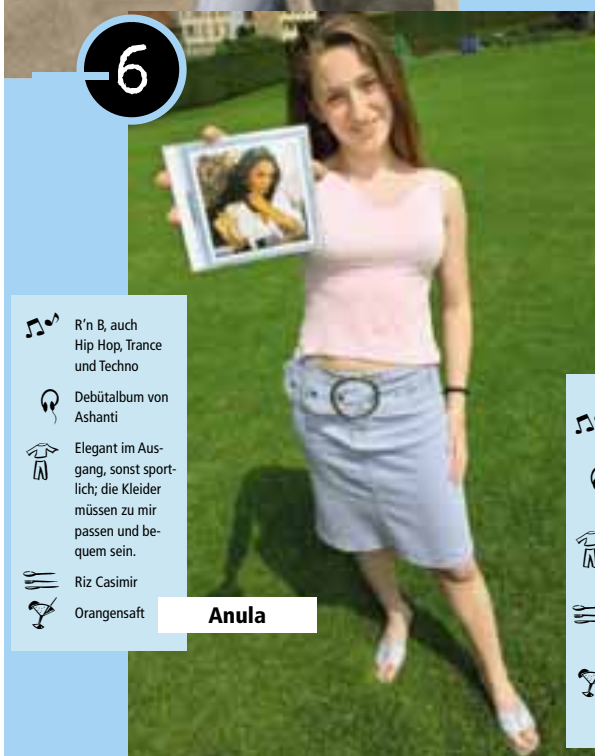 6
R'n B, auch
Hip Hop, Trance
und Techno
Debütalbum von
Ashanti
Elegant im Aus-
gang, sonst sport-
lich; die Kleider
müssen zu mir
passen und be-
quem sein.
Riz Casimir
Orangensaft
Anula